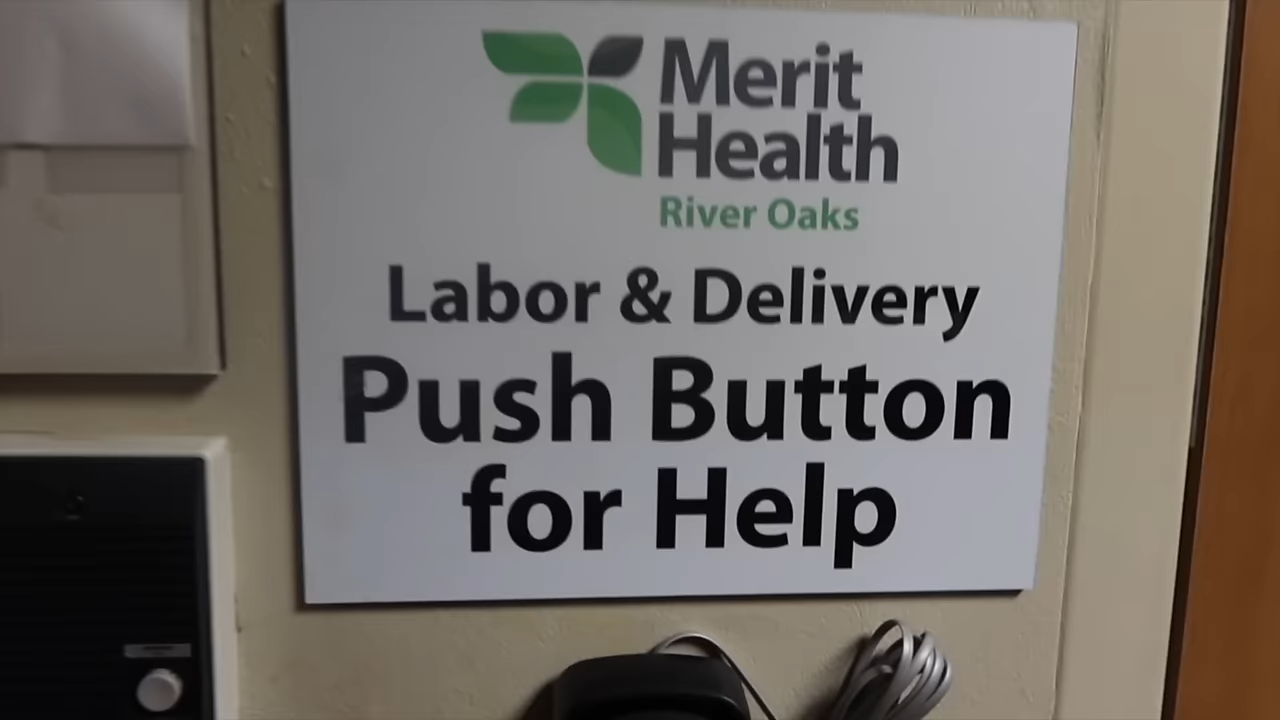 Merit
Health
River Oaks
Labor & Delivery
Push Button
for Help